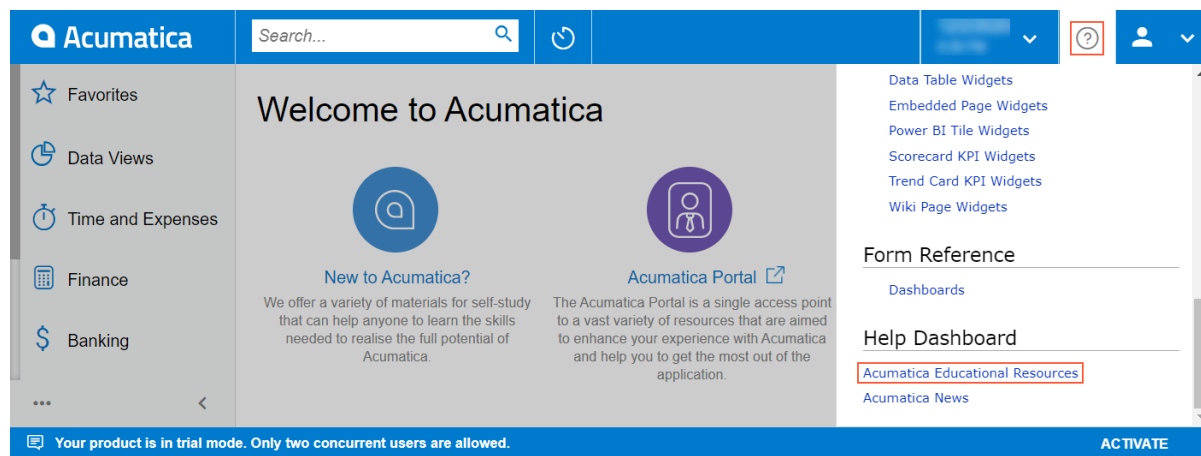 Acumatica
Search...
Favorites
Data Views
Time and Expenses
Finance
Banking
Welcome to Acumatica
New to Acumatica?
We offer a variety of materials for self-study
that can help anyone to learn the skills
needed to realise the full potential of
Acumatica.
Acumatica Portal
The Acumatica Portal is a single access point
to a vast variety of resources that are aimed
to enhance your experience with Acumatica
and help you to get the most out of the
application.
Data Table Widgets
Embedded Page Widgets
Power BI Tile Widgets
Scorecard KPI Widgets
Trend Card KPI Widgets
Wiki Page Widgets
Form Reference
Dashboards
Help Dashboard
Acumatica Educational Resources
Acumatica News
Your product is in trial mode. Only two concurrent users are allowed.
ACTIVATE